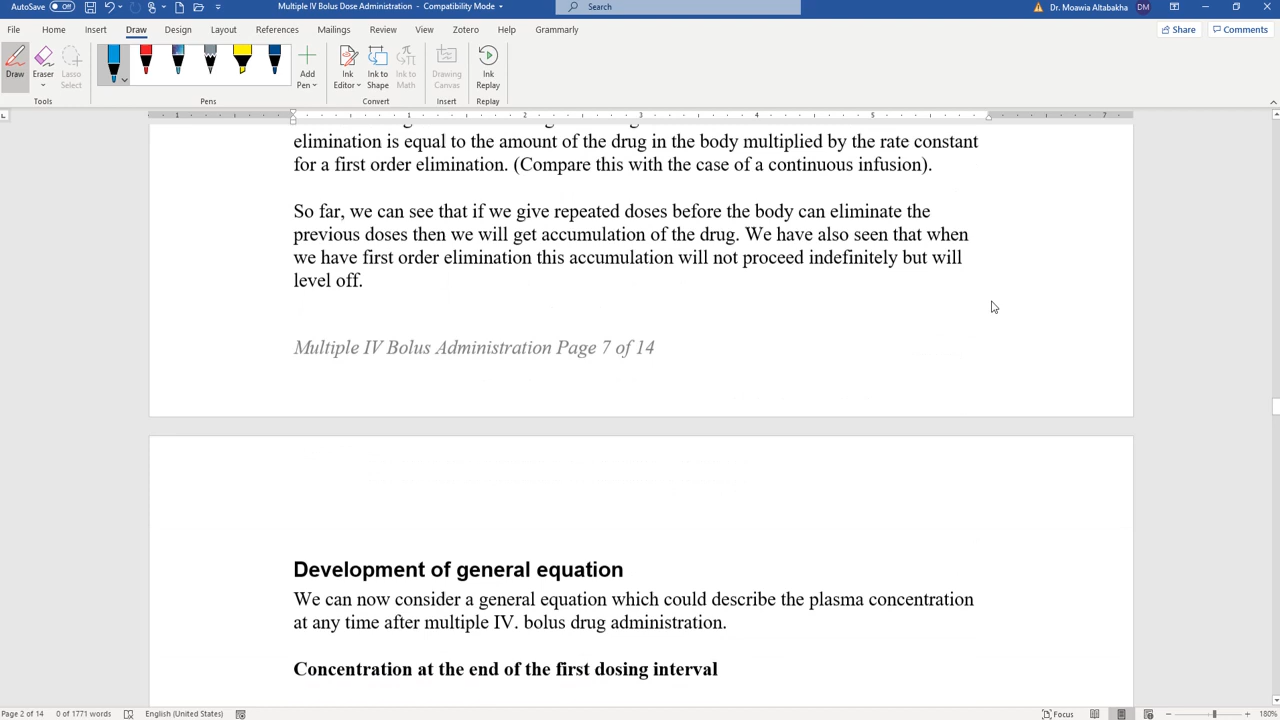 AutoSave Off
Multiple IV Bolus Dose Administration - Compatibility Mode
Search
Dr. Moawia Altabakha DM
File Home Insert Draw Design Layout References Mailings Review View Zotero Help Grammarly
Share Comments
Draw Eraser Lasso Select
Add Pen
Ink Editor Ink to Shape Ink to Math
Drawing Canvas
Ink Replay
Tools Pens Convert Insert Replay
1 1 2 3 4 5 7
elimination is equal to the amount of the drug in the body multiplied by the rate constant
for a first order elimination. (Compare this with the case of a continuous infusion).
So far, we can see that if we give repeated doses before the body can eliminate the
previous doses then we will get accumulation of the drug. We have also seen that when
we have first order elimination this accumulation will not proceed indefinitely but will
level off.
Multiple IV Bolus Administration Page 7 of 14
Development of general equation
We can now consider a general equation which could describe the plasma concentration
at any time after multiple IV. bolus drug administration.
Concentration at the end of the first dosing interval
Page 2 of 14 0 of 1771 words English (United States) Focus 180%